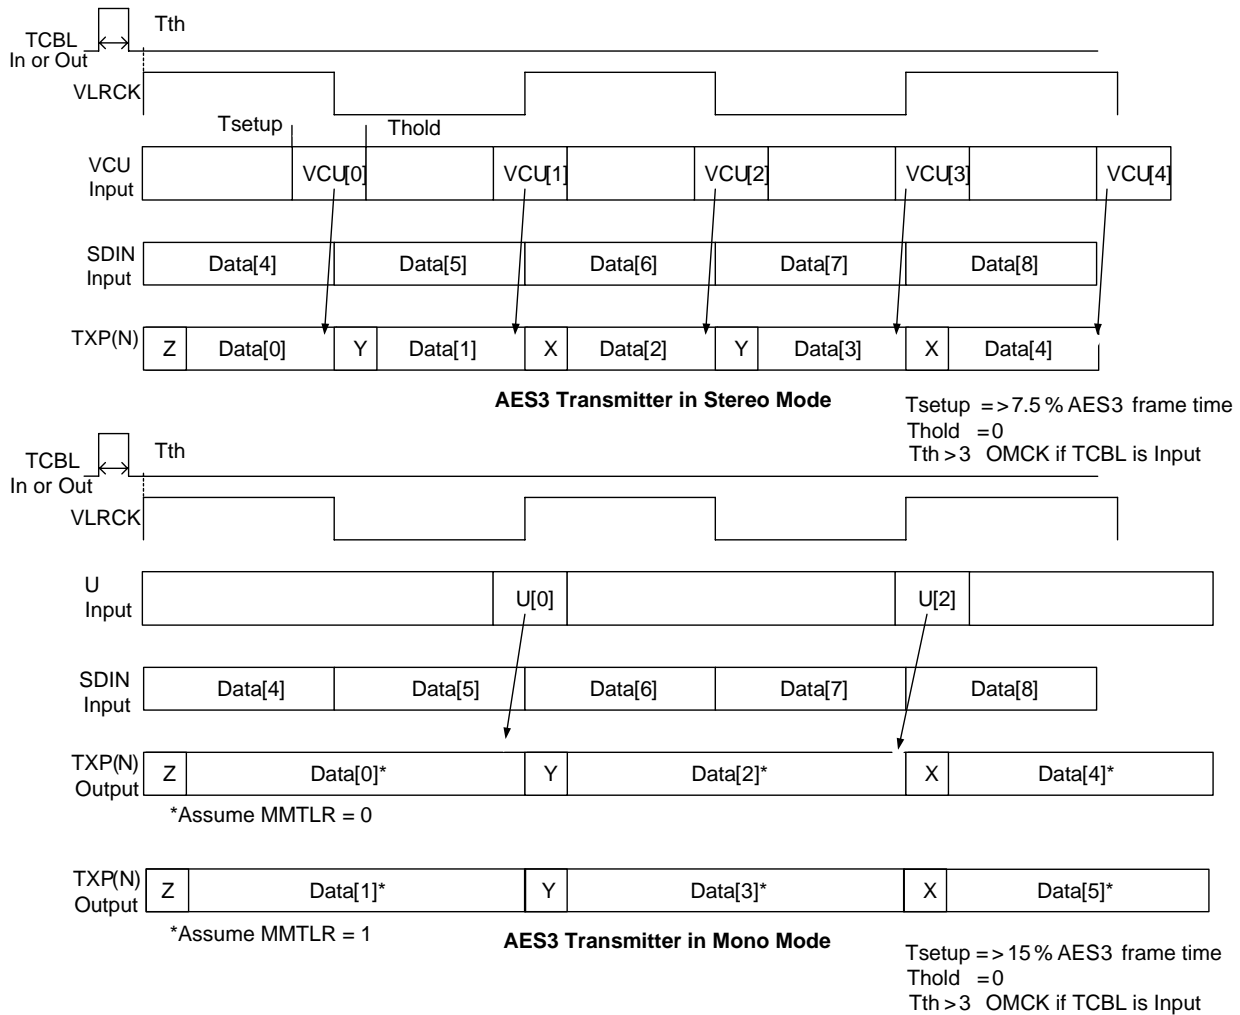 Tth
TCBL
In or Out
VLRCK
Tsetup Thold
VCU
Input
VCU[0] VCU[1] VCU[2] VCU[3] VCU[4]
SDIN
Input
Data[4] Data[5] Data[6] Data[7] Data[8]
TXP(N)
Z Data[0] Y Data[1] X Data[2] Y Data[3] X Data[4]
AES3 Transmitter in Stereo Mode
Tsetup =>7.5% AES3 frame time
Thold =0
Tth >3 OMCK if TCBL is Input
Tth
TCBL
In or Out
VLRCK
U
Input
U[0] U[2]
SDIN
Input
Data[4] Data[5] Data[6] Data[7] Data[8]
TXP(N)
Output
Z Data[0]* Y Data[2]* X Data[4]*
*Assume MMTLR = 0
TXP(N)
Output
Z Data[1]* Y Data[3]* X Data[5]*
*Assume MMTLR = 1
AES3 Transmitter in Mono Mode
Tsetup =>15% AES3 frame time
Thold =0
Tth >3 OMCK if TCBL is Input